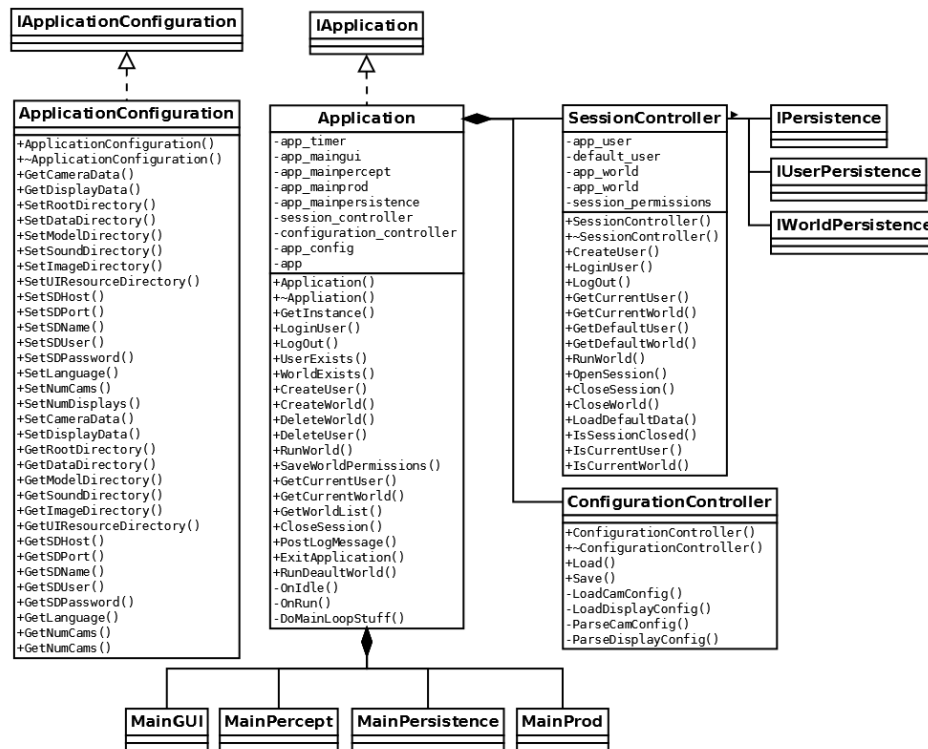 IApplicationConfiguration
IApplication
ApplicationConfiguration
+ApplicationConfiguration()
+~ApplicationConfiguration()
+GetCameraData()
+GetDisplayData()
+SetRootDirectory()
+SetDataDirectory()
+SetModelDirectory()
+SetSoundDirectory()
+SetImageDirectory()
+SetUIResourceDirectory()
+SetSDHost()
+SetSDPort()
+SetSDName()
+SetSDUser()
+SetSDPassword()
+SetLanguage()
+SetNumCams()
+SetNumDisplays()
+SetCameraData()
+SetDisplayData()
+GetRootDirectory()
+GetDataDirectory()
+GetModelDirectory()
+GetSoundDirectory()
+GetImageDirectory()
+GetUIResourceDirectory()
+GetSDHost()
+GetSDPort()
+GetSDName()
+GetSDUser()
+GetSDPassword()
+GetLanguage()
+GetNumCams()
+GetNumCams()
Application
-app_timer
-app_maingui
-app_mainpercept
-app_mainprod
-app_mainpersistence
-session_controller
-configuration_controller
-app_config
-app
+Application()
+~Appliation()
+GetInstance()
+LoginUser()
+LogOut()
+UserExists()
+WorldExists()
+CreateUser()
+CreateWorld()
+DeleteWorld()
+DeleteUser()
+RunWorld()
+SaveWorldPermissions()
+GetCurrentUser()
+GetCurrentWorld()
+GetWorldList()
+CloseSession()
+PostLogMessage()
+ExitApplication()
+RunDeaultWorld()
-OnIdle()
-OnRun()
-DoMainLoopStuff()
SessionController
-app_user
-default_user
-app_world
-app_world
-session_permissions
+SessionController()
+~SessionController()
+CreateUser()
+LoginUser()
+LogOut()
+GetCurrentUser()
+GetCurrentWorld()
+GetDefaultUser()
+GetDefaultWorld()
+RunWorld()
+OpenSession()
+CloseSession()
+CloseWorld()
+LoadDefaultData()
+IsSessionClosed()
+IsCurrentUser()
+IsCurrentWorld()
IPersistence
IUserPersistence
IWorldPersistence
ConfigurationController
+ConfigurationController()
+~ConfigurationController()
+Load()
+Save()
-LoadCamConfig()
-LoadDisplayConfig()
-ParseCamConfig()
-ParseDisplayConfig()
MainGUI
MainPercept
MainPersistence
MainProd